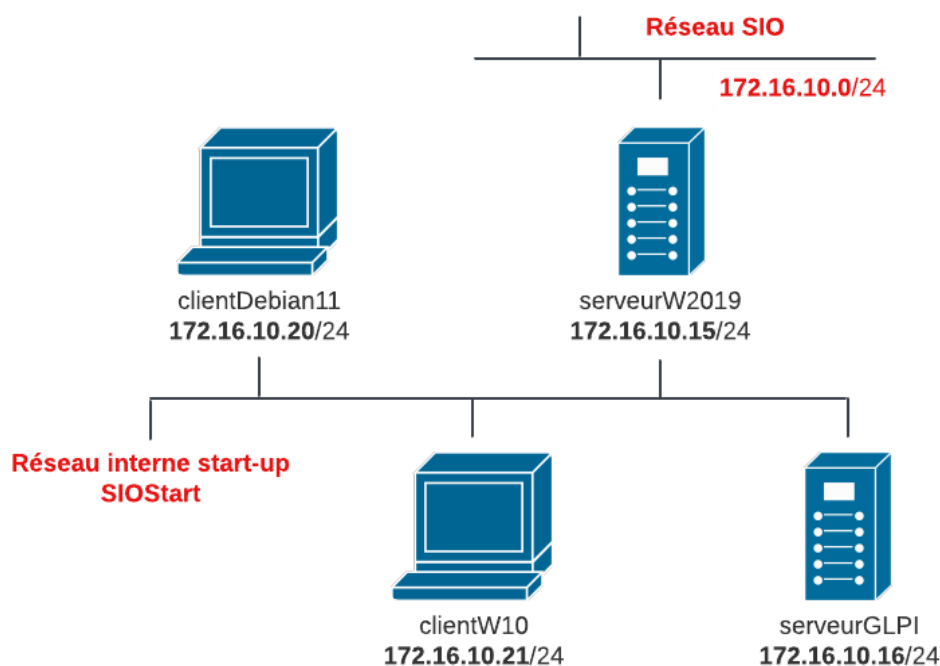 Réseau SIO
172.16.10.0/24
clientDebian11
172.16.10.20/24
serveurW2019
172.16.10.15/24
Réseau interne start-up
SIOStart
clientW10
172.16.10.21/24
serveurGLPI
172.16.10.16/24